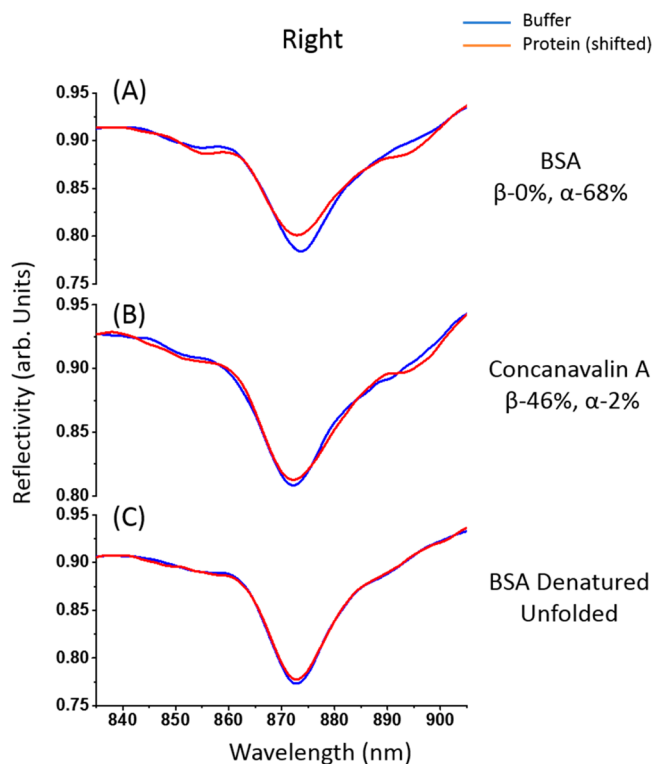 Right
Buffer
Protein (shifted)
(A)
0.95
0.90
0.85
0.80
0.75
BSA
β-0%, α-68%
(B)
0.95
0.90
0.85
0.80
Concanavalin A
β-46%, α-2%
(C)
0.95
0.90
0.85
0.80
0.75
BSA Denatured
Unfolded
Reflectivity (arb. Units)
840 850 860 870 880 890 900
Wavelength (nm)